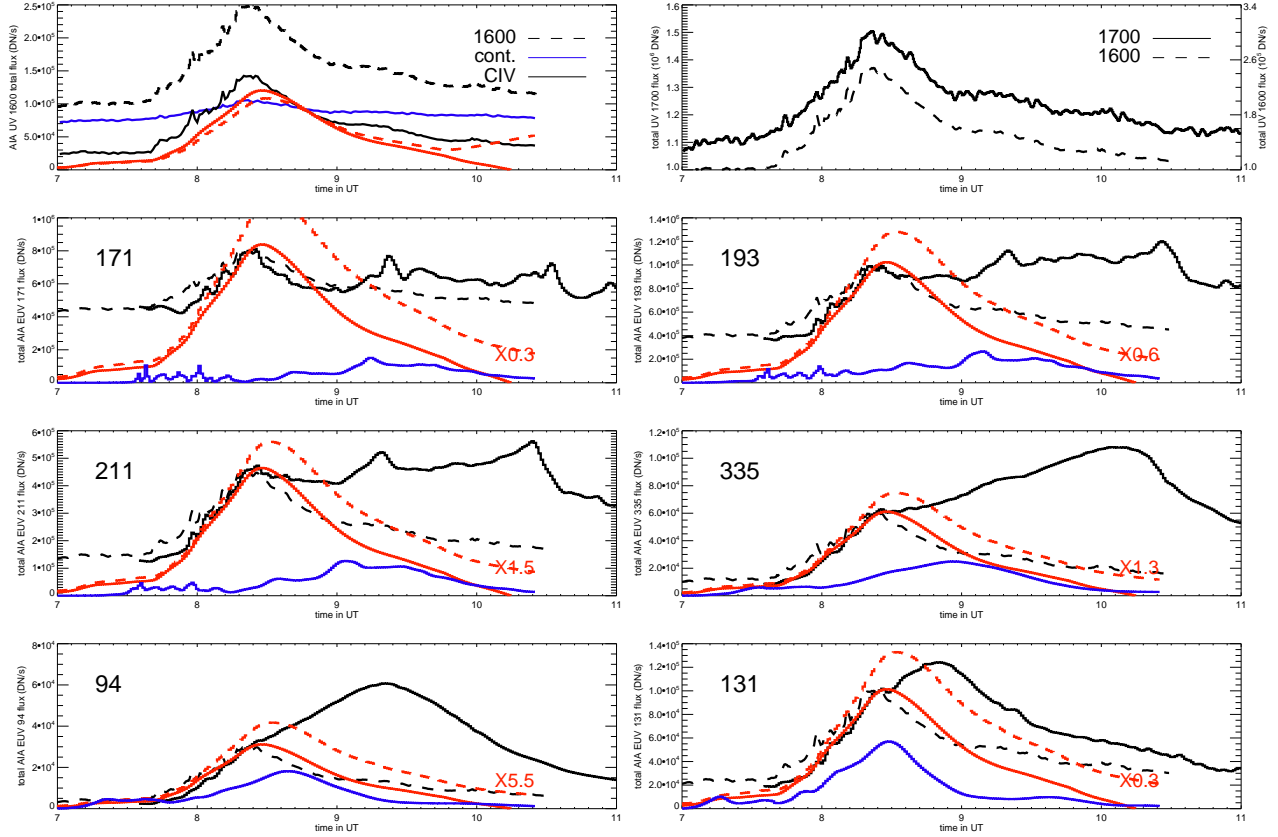 AIA UV 1600 total flux (DN/s)
2.5•10⁵
2.0•10⁵
1.5•10⁵
1.0•10⁵
5.0•10⁴
0
1600
cont.
CIV
7 8 9 10 11
time in UT
total UV 1700 flux (10⁶ DN/s)
1.6
1.5
1.4
1.3
1.2
1.1
1.0
1700
1600
3.4
2.6
1.8
1.0
total UV 1600 flux (10⁵ DN/s)
7 8 9 10 11
time in UT
total AIA EUV 171 flux (DN/s)
1•10⁶
8•10⁵
6•10⁵
4•10⁵
2•10⁵
0
171
X0.3
7 8 9 10 11
time in UT
total AIA EUV 193 flux (DN/s)
1.4•10⁶
1.2•10⁶
1.0•10⁶
8.0•10⁵
6.0•10⁵
4.0•10⁵
2.0•10⁵
0
193
X0.6
7 8 9 10 11
time in UT
total AIA EUV 211 flux (DN/s)
6•10⁵
5•10⁵
4•10⁵
3•10⁵
2•10⁵
1•10⁵
0
211
X1.5
7 8 9 10 11
time in UT
total AIA EUV 335 flux (DN/s)
1.2•10⁵
1.0•10⁵
8.0•10⁴
6.0•10⁴
4.0•10⁴
2.0•10⁴
0
335
X1.3
7 8 9 10 11
time in UT
total AIA EUV 94 flux (DN/s)
8•10⁴
6•10⁴
4•10⁴
2•10⁴
0
94
X5.5
7 8 9 10 11
time in UT
total AIA EUV 131 flux (DN/s)
1.4•10⁵
1.2•10⁵
1.0•10⁵
8.0•10⁴
6.0•10⁴
4.0•10⁴
2.0•10⁴
0
131
X0.3
7 8 9 10 11
time in UT